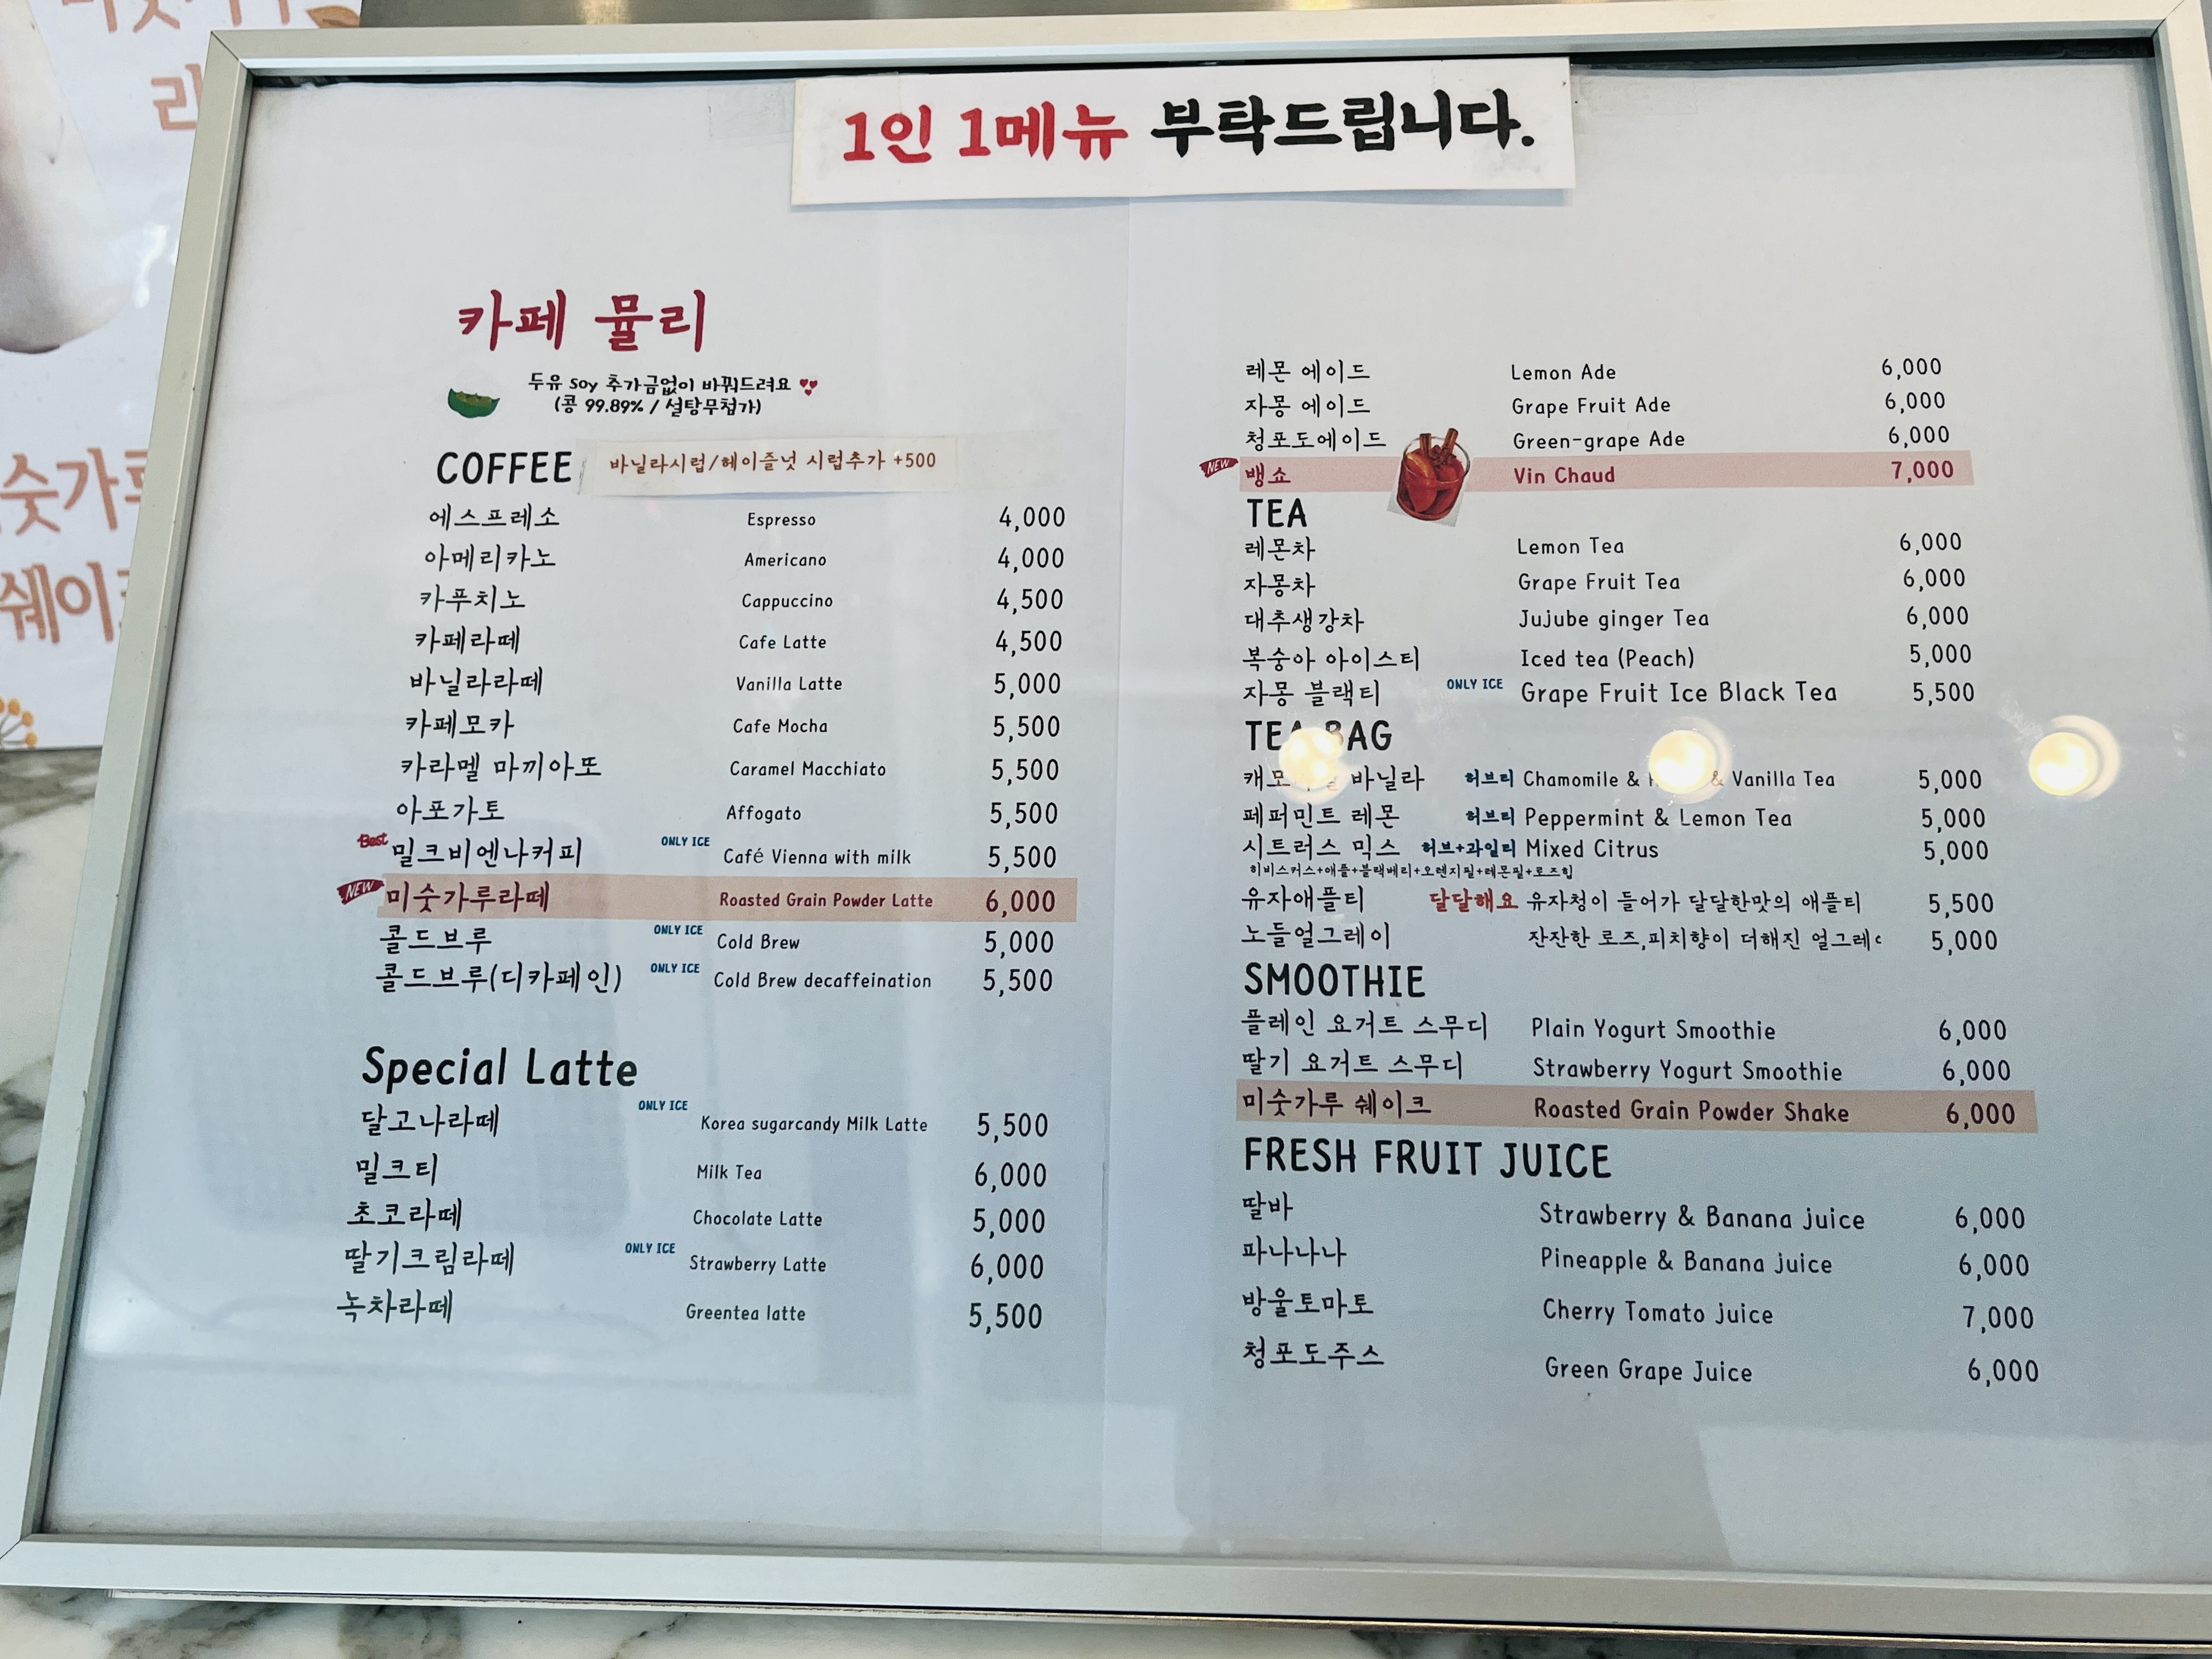 1인 1메뉴 부탁드립니다.
카페 뮬리
두유 soy 추가금없이 바꿔드려요
(콩 99.89% / 설탕무첨가)
COFFEE 바닐라시럽/헤이즐넛 시럽추가 +500
에스프레소 Espresso 4,000
아메리카노 Americano 4,000
카푸치노 Cappuccino 4,500
카페라떼 Cafe Latte 4,500
바닐라라떼 Vanilla Latte 5,000
카페모카 Cafe Mocha 5,500
카라멜 마끼아또 Caramel Macchiato 5,500
아포가토 Affogato 5,500
Best 밀크비엔나커피 ONLY ICE Café Vienna with milk 5,500
NEW 미숫가루라떼 Roasted Grain Powder Latte 6,000
콜드브루 ONLY ICE Cold Brew 5,000
콜드브루(디카페인) ONLY ICE Cold Brew decaffeination 5,500
Special Latte
달고나라떼 ONLY ICE Korea sugarcandy Milk Latte 5,500
밀크티 Milk Tea 6,000
초코라떼 Chocolate Latte 5,000
딸기크림라떼 ONLY ICE Strawberry Latte 6,000
녹차라떼 Greentea latte 5,500
레몬 에이드 Lemon Ade 6,000
자몽 에이드 Grape Fruit Ade 6,000
청포도에이드 Green-grape Ade 6,000
NEW 뱅쇼 Vin Chaud 7,000
TEA
레몬차 Lemon Tea 6,000
자몽차 Grape Fruit Tea 6,000
대추생강차 Jujube ginger Tea 6,000
복숭아 아이스티 Iced tea (Peach) 5,000
자몽 블랙티 ONLY ICE Grape Fruit Ice Black Tea 5,500
TEA BAG
바닐라 허브티 Chamomile & & Vanilla Tea 5,000
페퍼민트 레몬 허브티 Peppermint & Lemon Tea 5,000
시트러스 믹스 허브+과일티 Mixed Citrus 5,000
히비스커스+애플+블랙베리+오렌지필+레몬필+로즈힙
유자애플티 달달해요 유자청이 들어가 달달한맛의 애플티 5,500
노들얼그레이 잔잔한 로즈,피치향이 더해진 얼그레 5,000
SMOOTHIE
플레인 요거트 스무디 Plain Yogurt Smoothie 6,000
딸기 요거트 스무디 Strawberry Yogurt Smoothie 6,000
미숫가루 쉐이크 Roasted Grain Powder Shake 6,000
FRESH FRUIT JUICE
딸바 Strawberry & Banana juice 6,000
파나나나 Pineapple & Banana juice 6,000
방울토마토 Cherry Tomato juice 7,000
청포도주스 Green Grape Juice 6,000